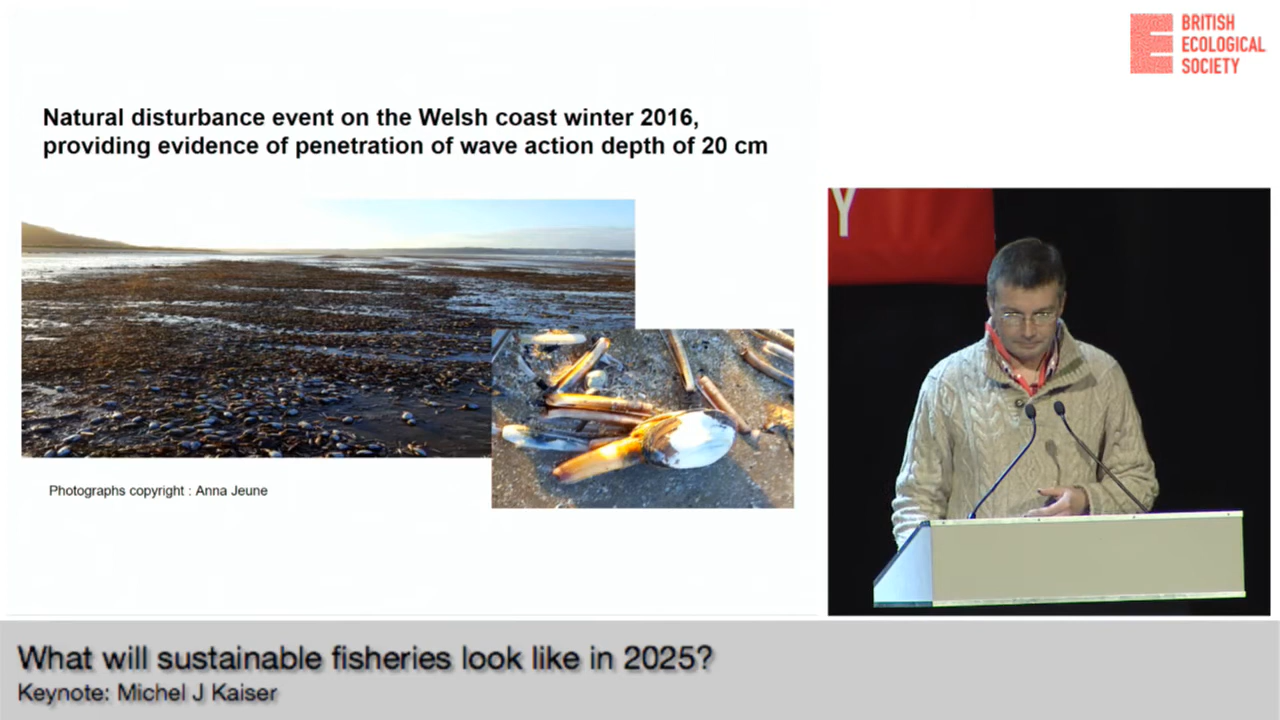 BRITISH
ECOLOGICAL
SOCIETY
Natural disturbance event on the Welsh coast winter 2016,
providing evidence of penetration of wave action depth of 20 cm
Y
Photographs copyright : Anna Jeune
What will sustainable fisheries look like in 2025?
Keynote: Michel J Kaiser